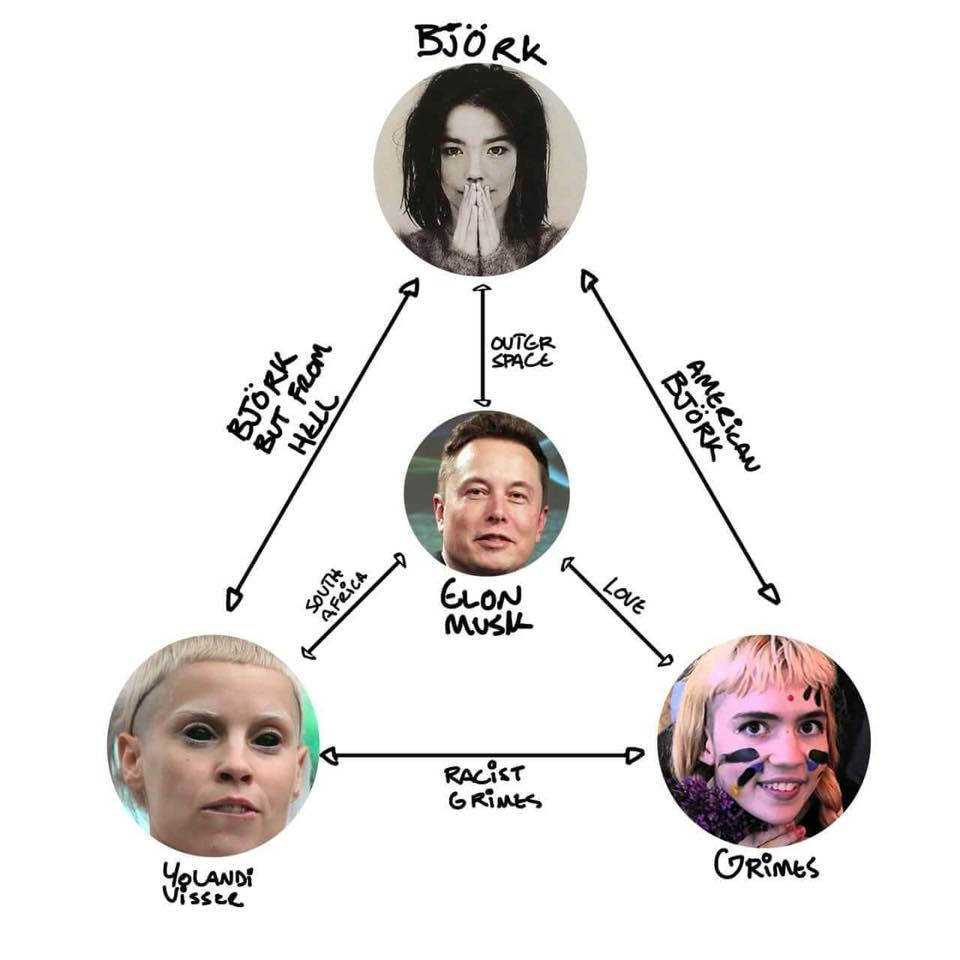 BJÖRK
OUTER
SPACE
BJÖRK
BUT FROM
HELL
AMERICAN
BJÖRK
SOUTH
AFRICA
ELON
MUSK
LOVE
RACIST
GRIMES
YOLANDI
VISSER
GRIMES